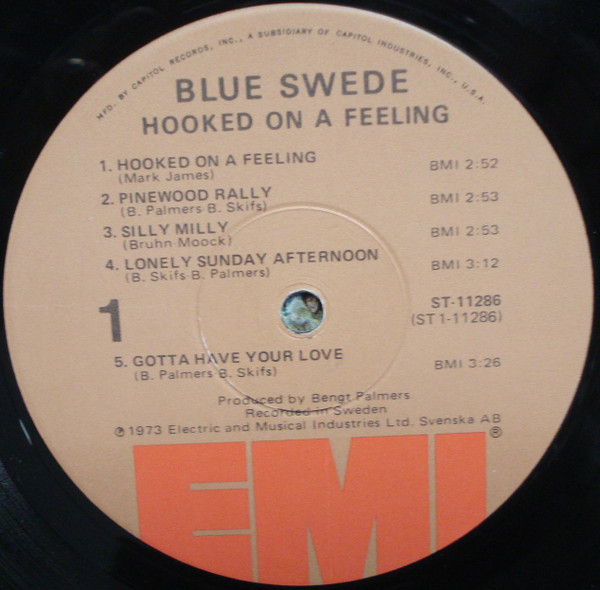 MFD. BY CAPITOL RECORDS, INC., A SUBSIDIARY OF CAPITOL INDUSTRIES, INC., U.S.A.
BLUE SWEDE
HOOKED ON A FEELING
1. HOOKED ON A FEELING BMI 2:52
(Mark James)
2. PINEWOOD RALLY BMI 2:53
(B. Palmers-B. Skifs)
3. SILLY MILLY BMI 2:53
(Bruhn-Moock)
4. LONELY SUNDAY AFTERNOON BMI 3:12
(B. Skifs-B. Palmers)
1 ST-11286
(ST1-11286)
5. GOTTA HAVE YOUR LOVE BMI 3:26
(B. Palmers-B. Skifs)
Produced by Bengt Palmers
Recorded in Sweden
℗ 1973 Electric and Musical Industries Ltd. Svenska AB
EMI ®